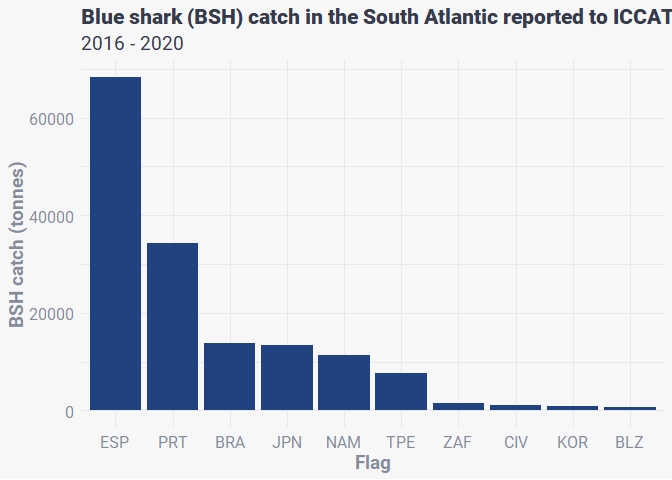 Blue shark (BSH) catch in the South Atlantic reported to ICCAT
2016 - 2020
BSH catch (tonnes)
60000
40000
20000
0
ESP PRT BRA JPN NAM TPE ZAF CIV KOR BLZ
Flag